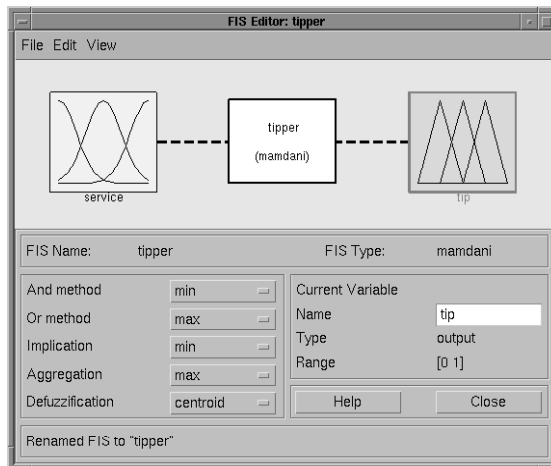 FIS Editor: tipper
File Edit View
tipper
(mamdani)
service
tip
FIS Name: tipper FIS Type: mamdani
And method min
Or method max
Implication min
Aggregation max
Defuzzification centroid
Current Variable
Name tip
Type output
Range [0 1]
Help Close
Renamed FIS to "tipper"